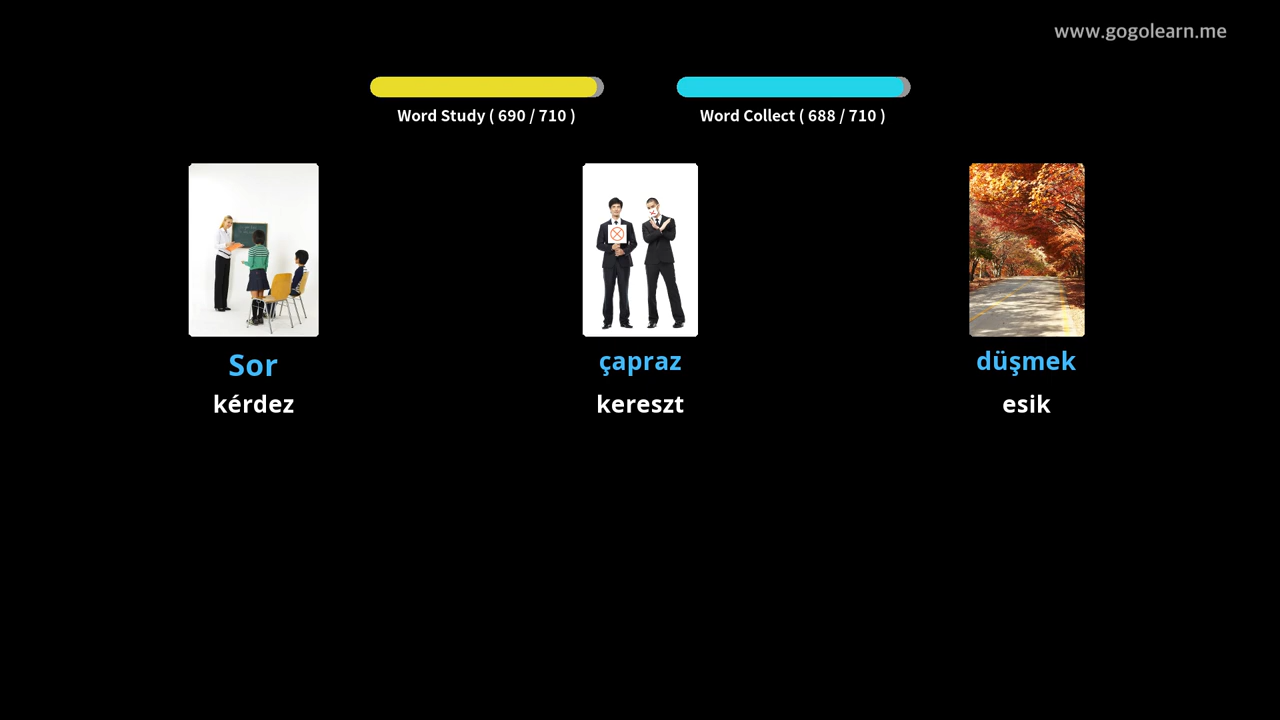 www.gogolearn.me
Word Study ( 690 / 710 )
Word Collect ( 688 / 710 )
Sor
çapraz
düşmek
kérdez
kereszt
esik